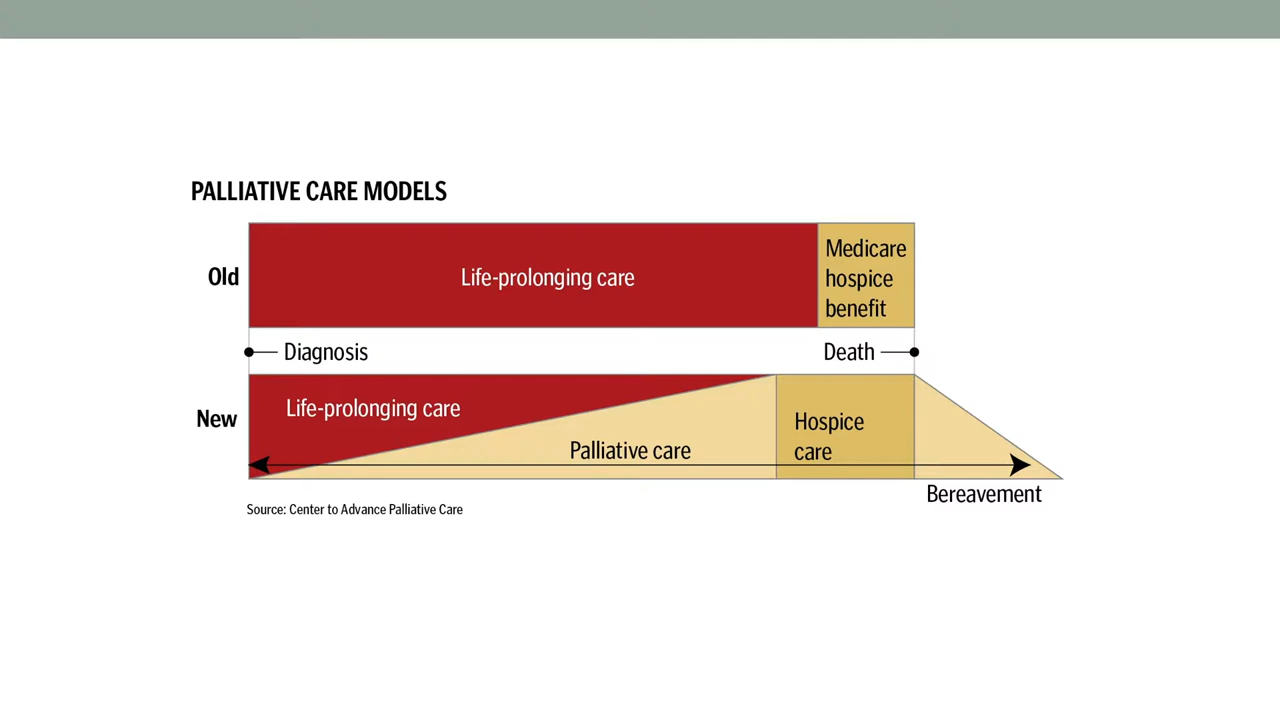 PALLIATIVE CARE MODELS
Old
Life-prolonging care
Medicare
hospice
benefit
Diagnosis
Death
New
Life-prolonging care
Palliative care
Hospice
care
Bereavement
Source: Center to Advance Palliative Care